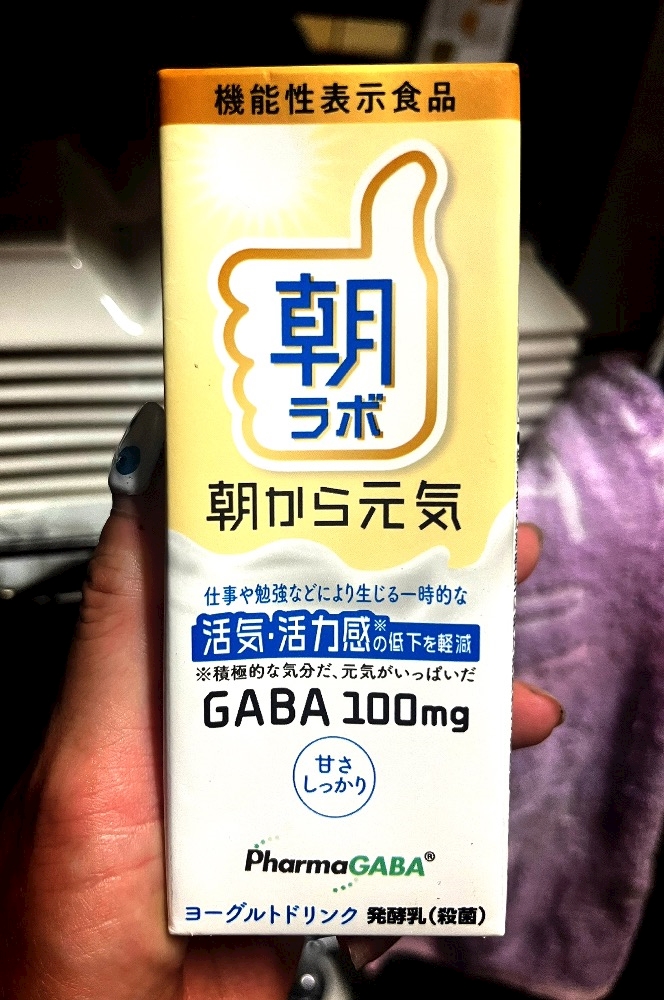 機能性表示食品
朝
ラボ
朝から元気
仕事や勉強などにより生じる一時的な
活気・活力感※の低下を軽減
※積極的な気分だ、元気がいっぱいだ
GABA 100mg
甘さ
しっかり
PharmaGABA®
ヨーグルトドリンク 発酵乳(殺菌)